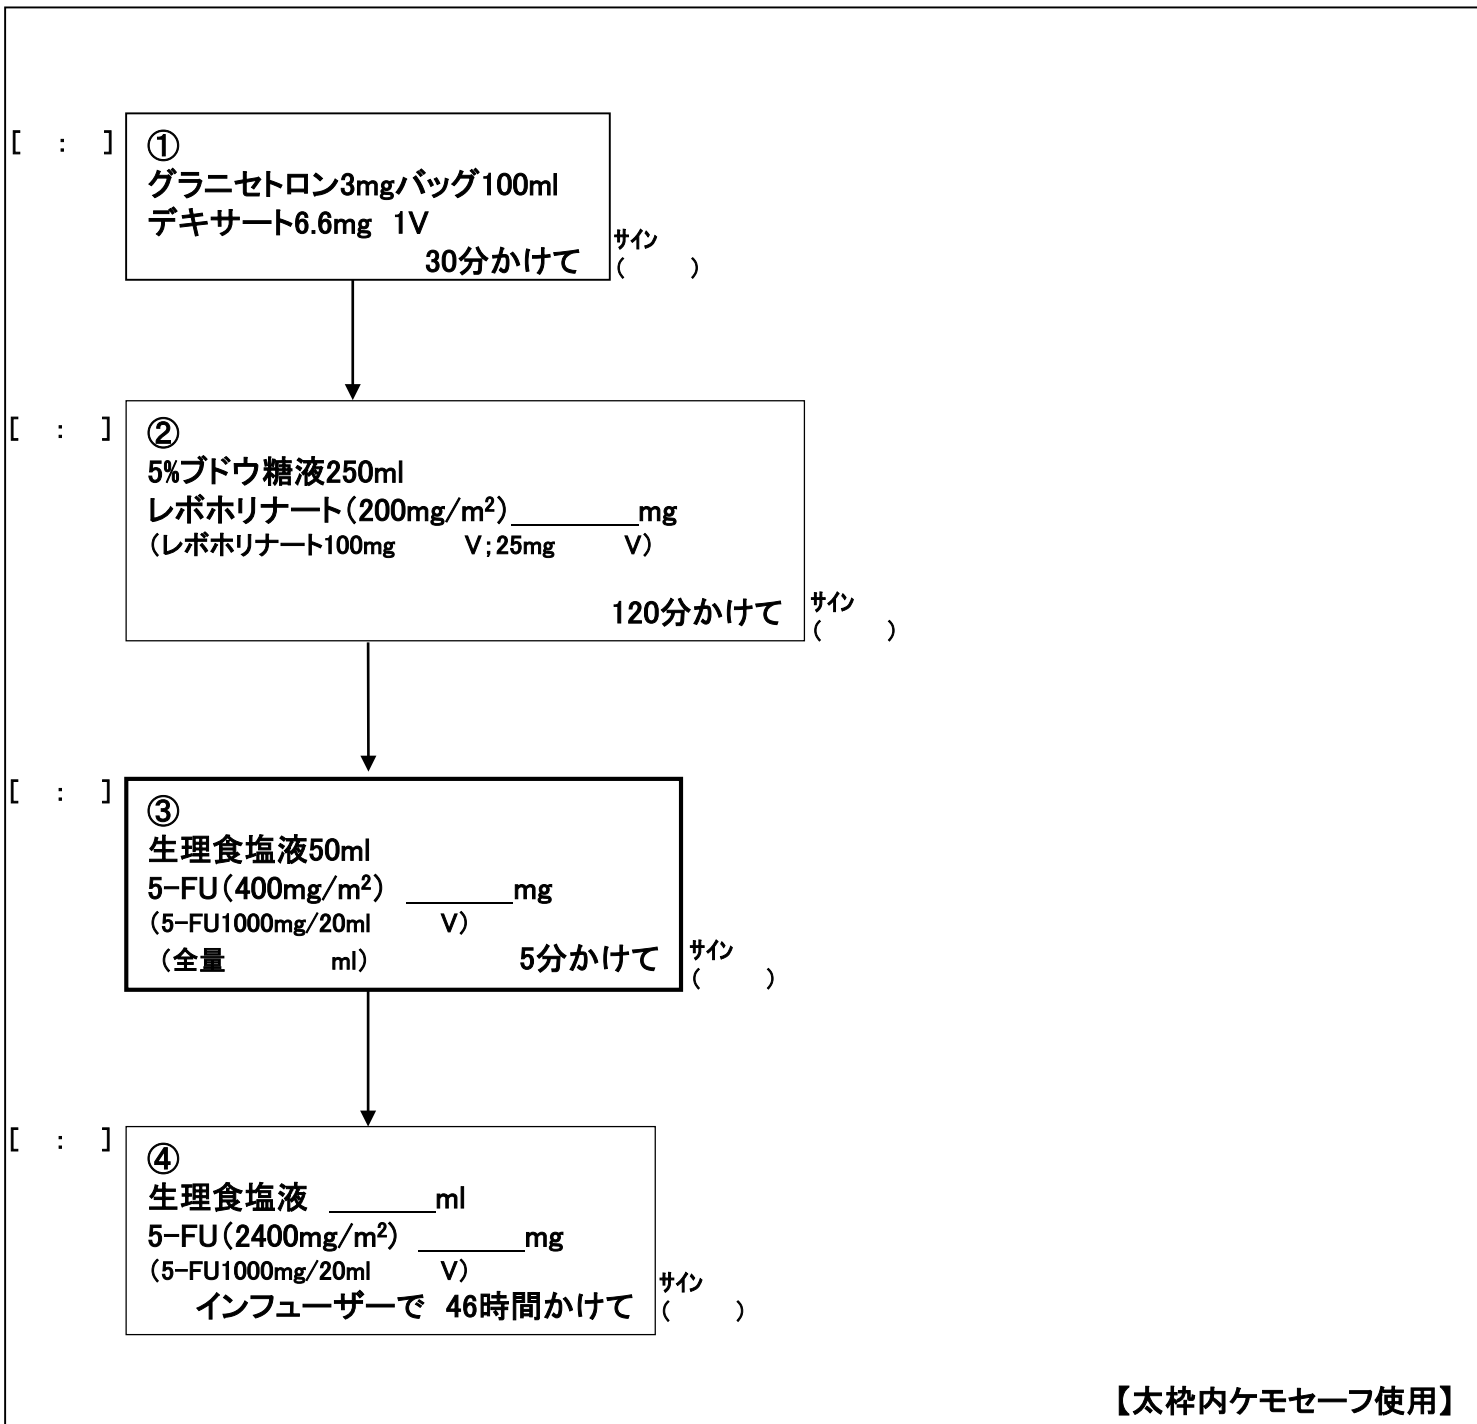 [ : ]
①
グラニセトロン3mgバッグ100ml
デキサート6.6mg 1V
30分かけて
サイン
( )
[ : ]
②
5%ブドウ糖液250ml
レボホリナート(200mg/m²)________mg
(レボホリナート100mg V;25mg V)
120分かけて
サイン
( )
[ : ]
③
生理食塩液50ml
5-FU(400mg/m²) _______mg
(5-FU1000mg/20ml V)
(全量 ml) 5分かけて
サイン
( )
[ : ]
④
生理食塩液 _______ml
5-FU(2400mg/m²) _______mg
(5-FU1000mg/20ml V)
インフューザーで 46時間かけて
サイン
( )
【太枠内ケモセーフ使用】